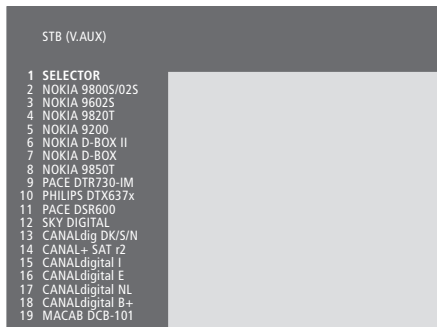 STB (V.AUX)
1 SELECTOR
2 NOKIA 9800S/02S
3 NOKIA 9602S
4 NOKIA 9820T
5 NOKIA 9200
6 NOKIA D-BOX II
7 NOKIA D-BOX
8 NOKIA 9850T
9 PACE DTR730-IM
10 PHILIPS DTX637x
11 PACE DSR600
12 SKY DIGITAL
13 CANALdig DK/S/N
14 CANAL+ SAT r2
15 CANALdigital I
16 CANALdigital E
17 CANALdigital NL
18 CANALdigital B+
19 MACAB DCB-101